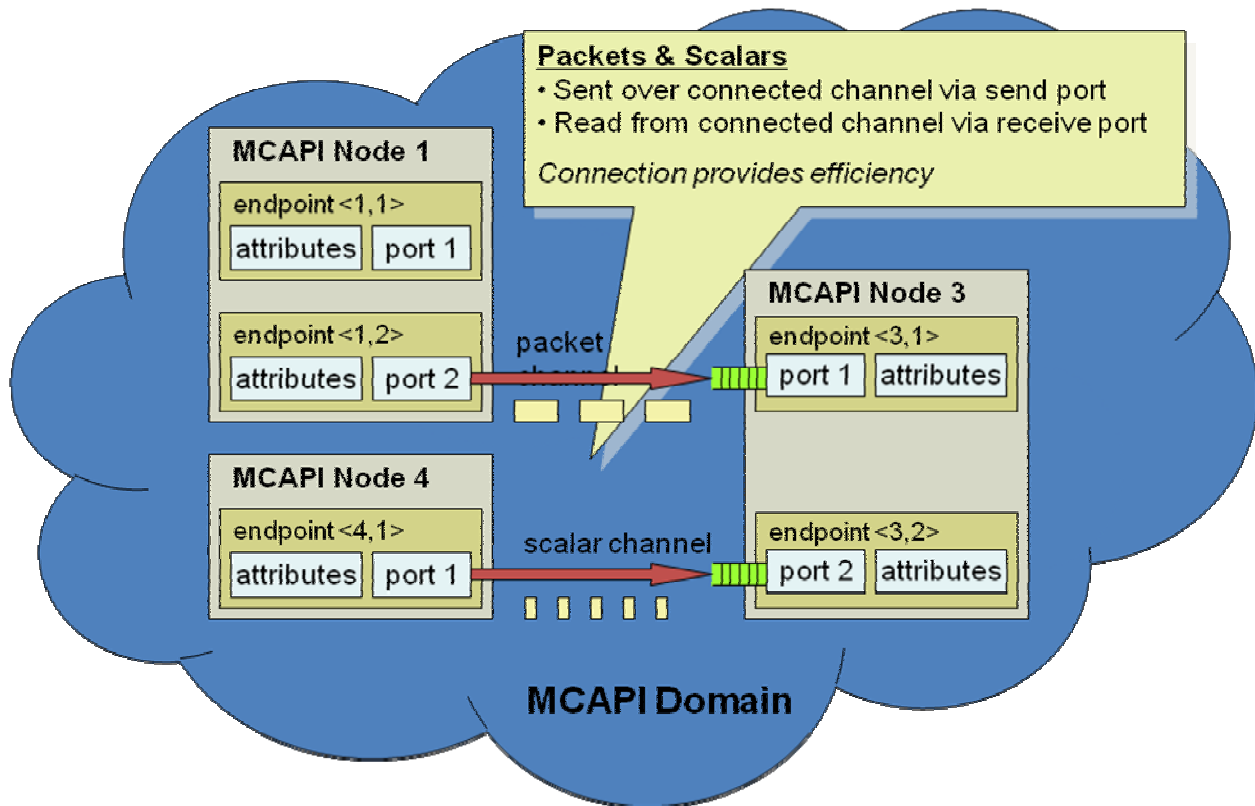 Packets & Scalars
• Sent over connected channel via send port
• Read from connected channel via receive port
Connection provides efficiency
MCAPI Node 1
endpoint <1,1>
attributes
port 1
endpoint <1,2>
attributes
port 2
packet
channel
MCAPI Node 3
endpoint <3,1>
port 1
attributes
MCAPI Node 4
endpoint <4,1>
attributes
port 1
scalar channel
endpoint <3,2>
port 2
attributes
MCAPI Domain